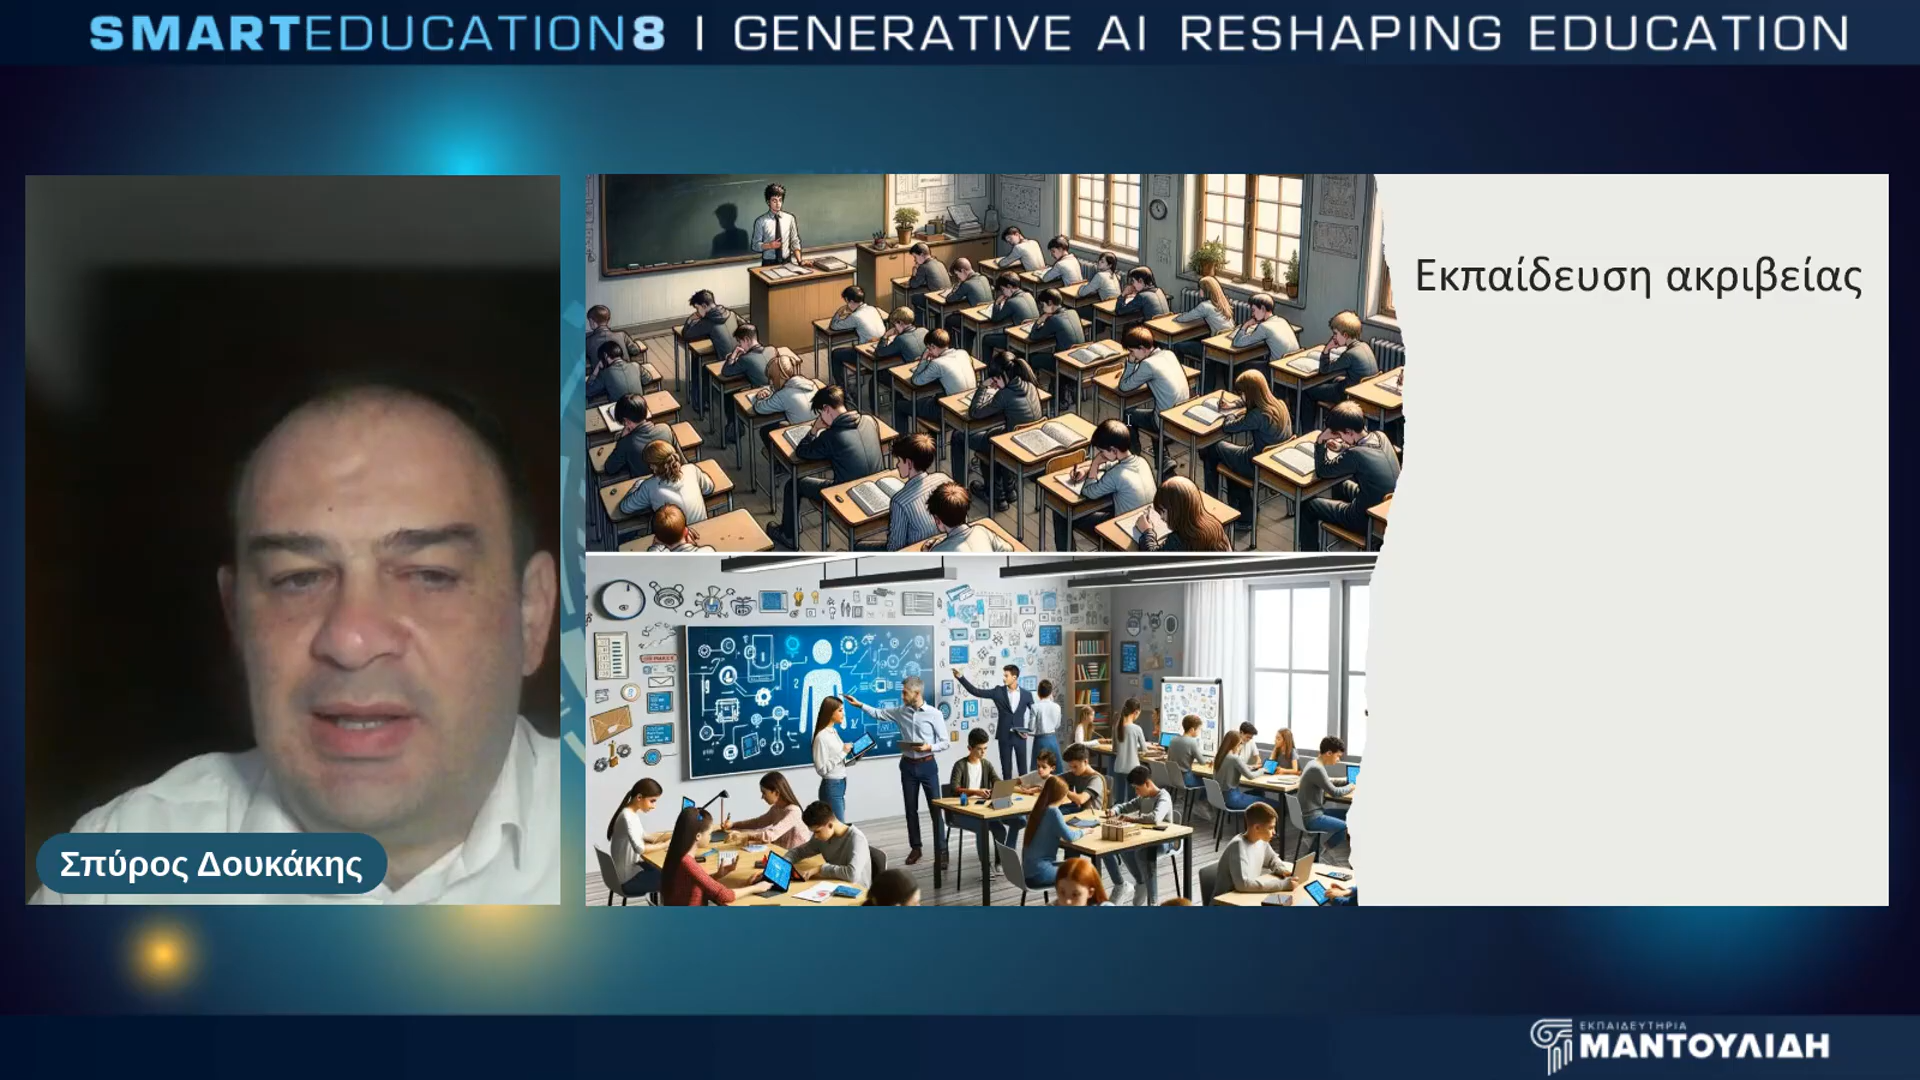 SMARTEDUCATION8 | GENERATIVE AI RESHAPING EDUCATION
Εκπαίδευση ακριβείας
Σπύρος Δουκάκης
ΕΚΠΑΙΔΕΥΤΗΡΙΑ
ΜΑΝΤΟΥΛΙΔΗ